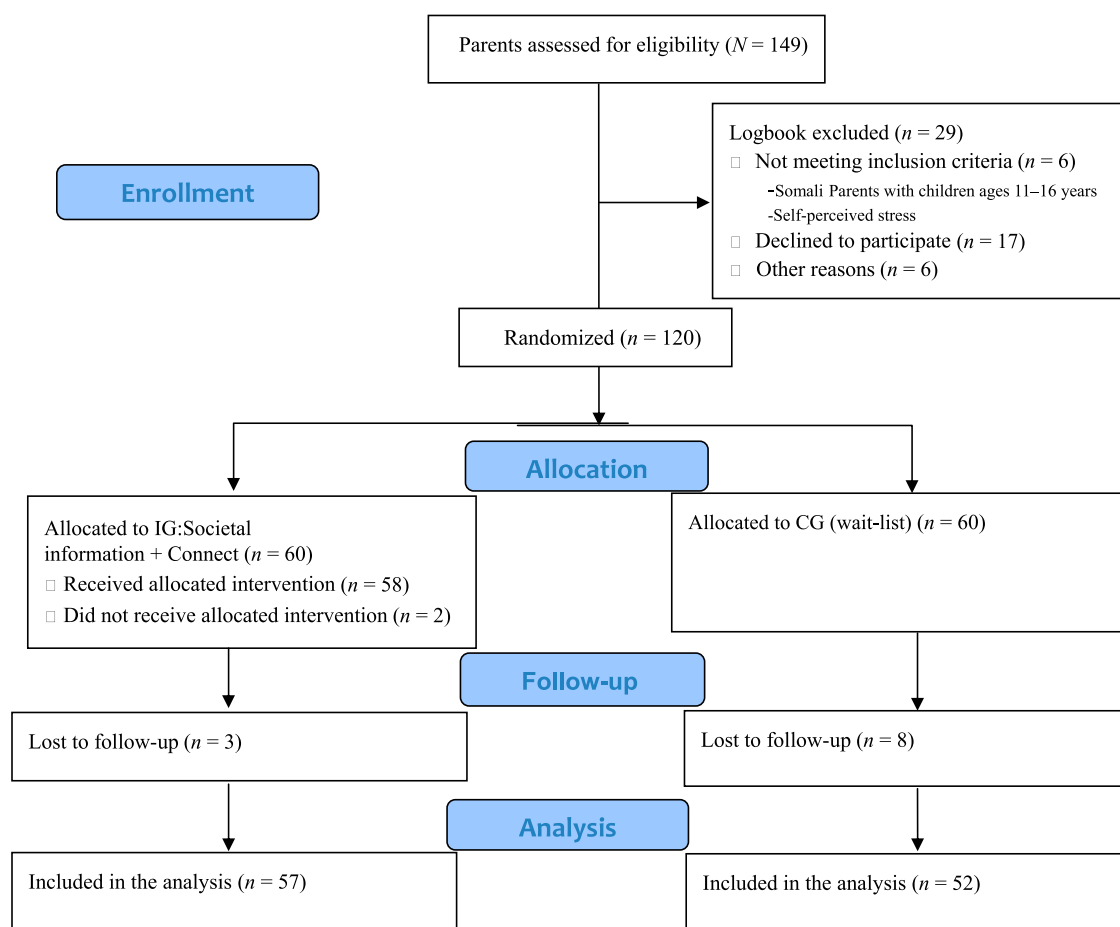 Parents assessed for eligibility (N = 149)
Logbook excluded (n = 29)
Not meeting inclusion criteria (n = 6)
-Somali Parents with children ages 11–16 years
-Self-perceived stress
Declined to participate (n = 17)
Other reasons (n = 6)
Enrollment
Randomized (n = 120)
Allocation
Allocated to IG:Societal
information + Connect (n = 60)
Received allocated intervention (n = 58)
Did not receive allocated intervention (n = 2)
Allocated to CG (wait-list) (n = 60)
Follow-up
Lost to follow-up (n = 3)
Lost to follow-up (n = 8)
Analysis
Included in the analysis (n = 57)
Included in the analysis (n = 52)